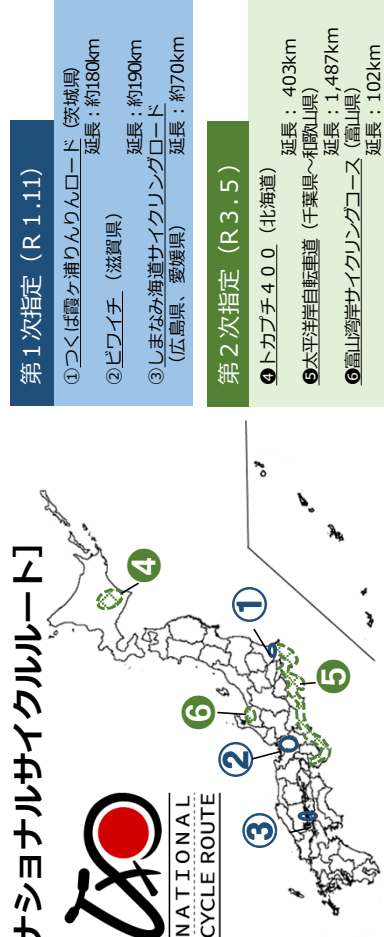 ナショナルサイクルルート]
NATIONAL
CYCLE ROUTE
①
②
③
❹
❺
❻
第１次指定（Ｒ１.11）
①つくば霞ヶ浦りんりんロード（茨城県）
延長：約180km
②ビワイチ（滋賀県）
延長：約190km
③しまなみ海道サイクリングロード
（広島県、愛媛県）　延長：約70km
第２次指定（Ｒ３.５）
❹トカプチ４００（北海道）
延長： 403km
❺太平洋岸自転車道（千葉県～和歌山県）
延長：1,487km
❻富山湾岸サイクリングコース（富山県）
延長：102km